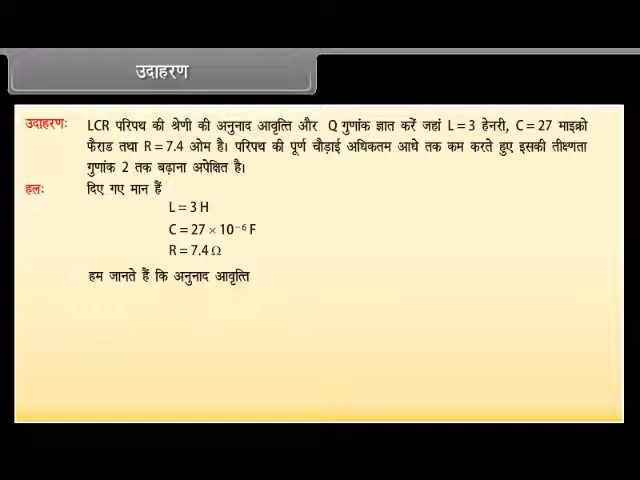 उदाहरण
उदाहरण: LCR परिपथ की श्रेणी की अनुनाद आवृत्ति और Q गुणांक ज्ञात करें जहां L = 3 हेनरी, C = 27 माइक्रो
फैराड तथा R = 7.4 ओम है। परिपथ की पूर्ण चौड़ाई अधिकतम आधे तक कम करते हुए इसकी तीक्ष्णता
गुणांक 2 तक बढ़ाना अपेक्षित है।
हल: दिए गए मान हैं
L = 3 H
C = 27 × 10⁻⁶ F
R = 7.4 Ω
हम जानते हैं कि अनुनाद आवृत्ति